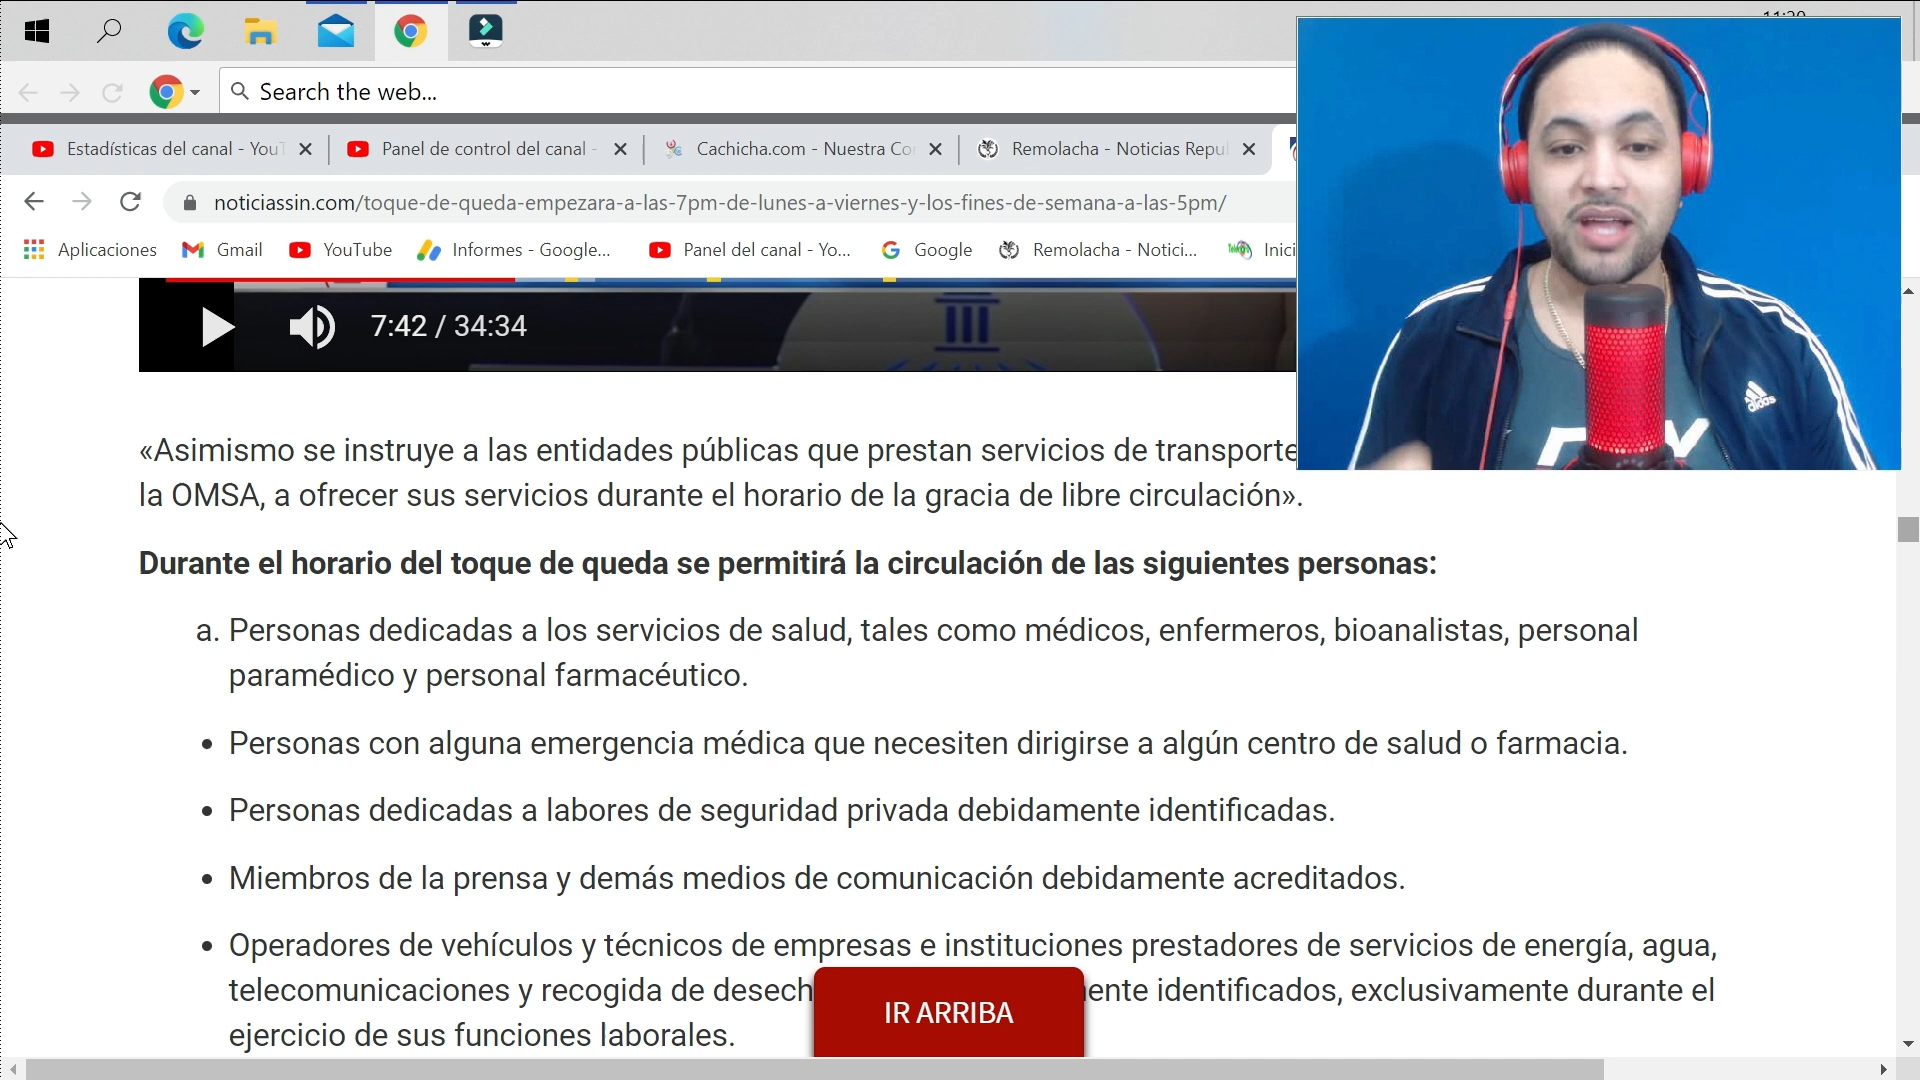 Search the web...
Estadísticas del canal - You
Panel de control del canal -
Cachicha.com - Nuestra Co
Remolacha - Noticias Repu
noticiassin.com/toque-de-queda-empezara-a-las-7pm-de-lunes-a-viernes-y-los-fines-de-semana-a-las-5pm/
Aplicaciones
Gmail
YouTube
Informes - Google...
Panel del canal - Yo...
Google
Remolacha - Notici...
Inici
7:42 / 34:34
adidas
«Asimismo se instruye a las entidades públicas que prestan servicios de transporte
la OMSA, a ofrecer sus servicios durante el horario de la gracia de libre circulación».
Durante el horario del toque de queda se permitirá la circulación de las siguientes personas:
a. Personas dedicadas a los servicios de salud, tales como médicos, enfermeros, bioanalistas, personal
paramédico y personal farmacéutico.
• Personas con alguna emergencia médica que necesiten dirigirse a algún centro de salud o farmacia.
• Personas dedicadas a labores de seguridad privada debidamente identificadas.
• Miembros de la prensa y demás medios de comunicación debidamente acreditados.
• Operadores de vehículos y técnicos de empresas e instituciones prestadores de servicios de energía, agua,
telecomunicaciones y recogida de desech
ente identificados, exclusivamente durante el
ejercicio de sus funciones laborales.
IR ARRIBA